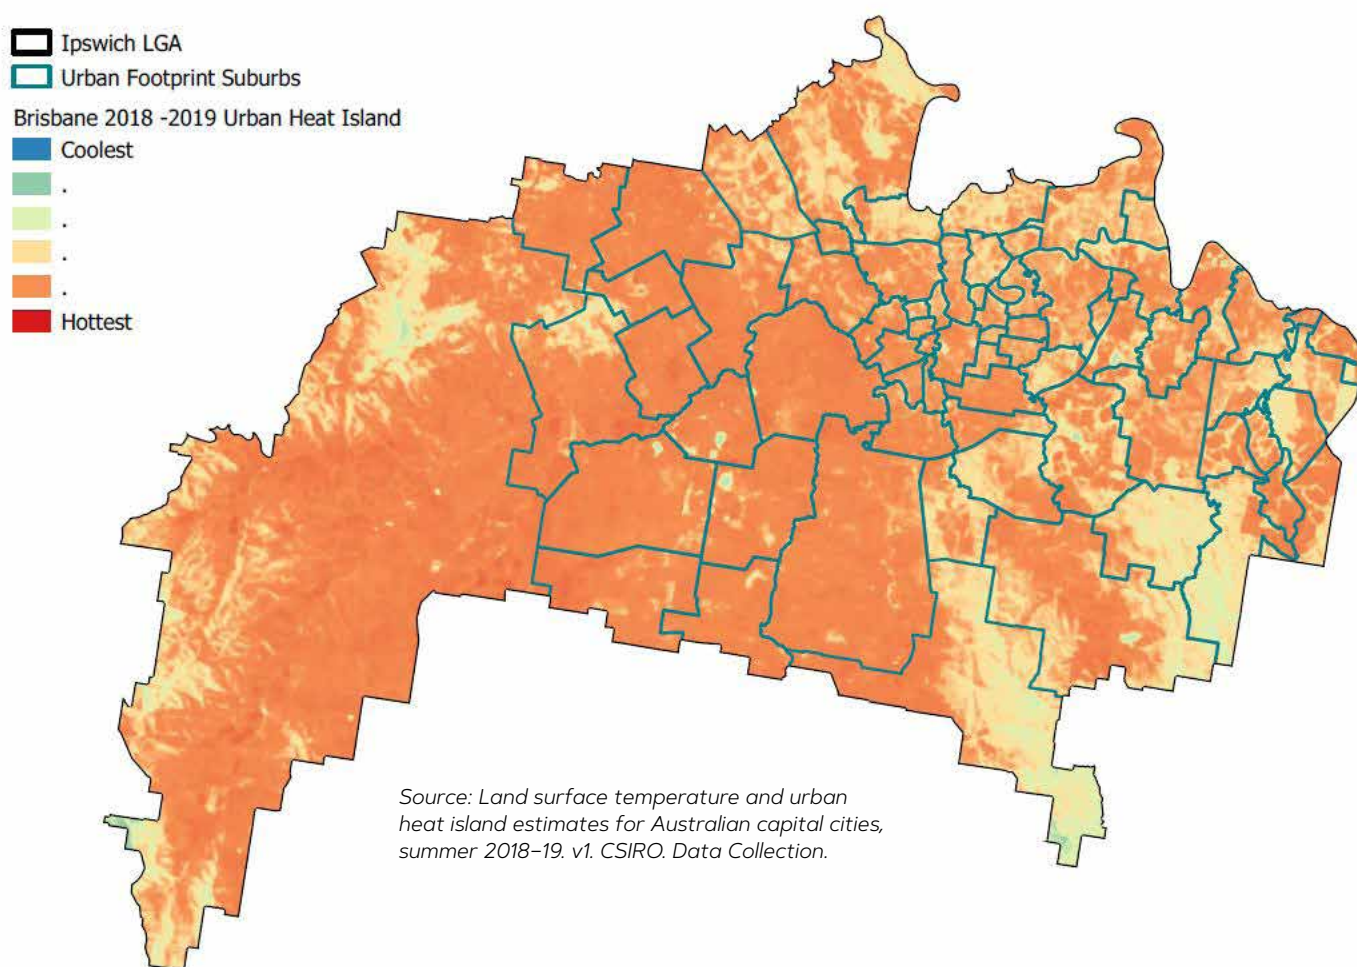 Ipswich LGA
Urban Footprint Suburbs
Brisbane 2018 -2019 Urban Heat Island
Coolest
.
.
.
.
Hottest
Source: Land surface temperature and urban
heat island estimates for Australian capital cities,
summer 2018–19. v1. CSIRO. Data Collection.